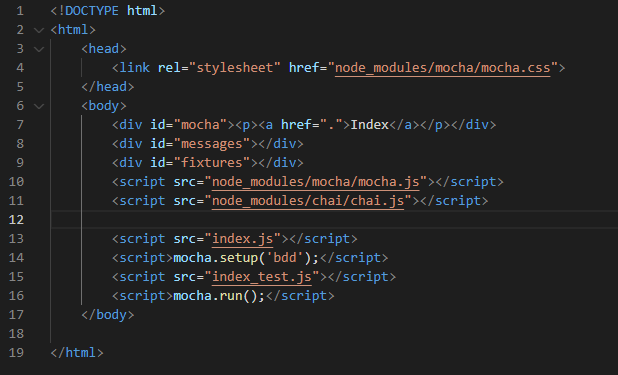 1 <!DOCTYPE html>
2 <html>
3 <head>
4 <link rel="stylesheet" href="node_modules/mocha/mocha.css">
5 </head>
6 <body>
7 <div id="mocha"><p><a href=".">Index</a></p></div>
8 <div id="messages"></div>
9 <div id="fixtures"></div>
10 <script src="node_modules/mocha/mocha.js"></script>
11 <script src="node_modules/chai/chai.js"></script>
12
13 <script src="index.js"></script>
14 <script>mocha.setup('bdd');</script>
15 <script src="index_test.js"></script>
16 <script>mocha.run();</script>
17 </body>
18
19 </html>